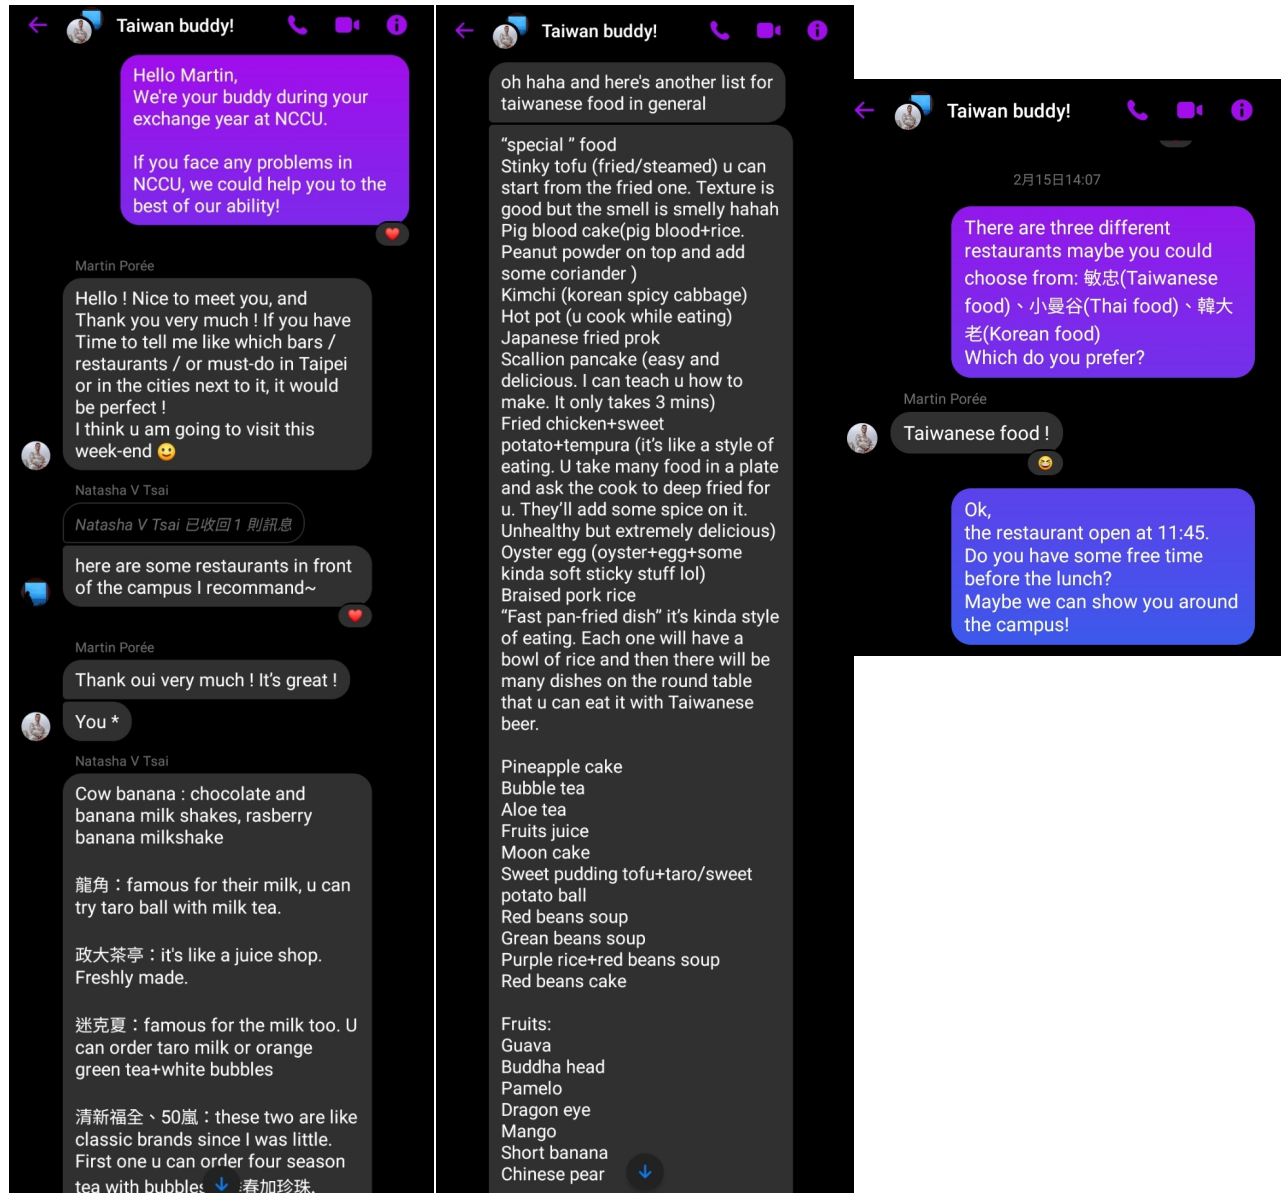 Taiwan buddy!
Hello Martin,
We're your buddy during your
exchange year at NCCU.
If you face any problems in
NCCU, we could help you to the
best of our ability!
Martin Porée
Hello ! Nice to meet you, and
Thank you very much ! If you have
Time to tell me like which bars /
restaurants / or must-do in Taipei
or in the cities next to it, it would
be perfect !
I think u am going to visit this
week-end
Natasha V Tsai
Natasha V Tsai 已收回 1 則訊息
here are some restaurants in front
of the campus I recommand~
Martin Porée
Thank oui very much ! It's great !
You *
Natasha V Tsai
Cow banana : chocolate and
banana milk shakes, rasberry
banana milkshake
龍角：famous for their milk, u can
try taro ball with milk tea.
政大茶亭：it's like a juice shop.
Freshly made.
迷克夏：famous for the milk too. U
can order taro milk or orange
green tea+white bubbles
清新福全、50嵐：these two are like
classic brands since I was little.
First one u can order four season
tea with bubbles 春加珍珠.
Taiwan buddy!
oh haha and here's another list for
taiwanese food in general
“special ” food
Stinky tofu (fried/steamed) u can
start from the fried one. Texture is
good but the smell is smelly hahah
Pig blood cake(pig blood+rice.
Peanut powder on top and add
some coriander )
Kimchi (korean spicy cabbage)
Hot pot (u cook while eating)
Japanese fried prok
Scallion pancake (easy and
delicious. I can teach u how to
make. It only takes 3 mins)
Fried chicken+sweet
potato+tempura (it's like a style of
eating. U take many food in a plate
and ask the cook to deep fried for
u. They'll add some spice on it.
Unhealthy but extremely delicious)
Oyster egg (oyster+egg+some
kinda soft sticky stuff lol)
Braised pork rice
“Fast pan-fried dish” it's kinda style
of eating. Each one will have a
bowl of rice and then there will be
many dishes on the round table
that u can eat it with Taiwanese
beer.
Pineapple cake
Bubble tea
Aloe tea
Fruits juice
Moon cake
Sweet pudding tofu+taro/sweet
potato ball
Red beans soup
Grean beans soup
Purple rice+red beans soup
Red beans cake
Fruits:
Guava
Buddha head
Pamelo
Dragon eye
Mango
Short banana
Chinese pear
Taiwan buddy!
2月15日14:07
There are three different
restaurants maybe you could
choose from: 敏忠(Taiwanese
food)、小曼谷(Thai food)、韓大
老(Korean food)
Which do you prefer?
Martin Porée
Taiwanese food !
Ok,
the restaurant open at 11:45.
Do you have some free time
before the lunch?
Maybe we can show you around
the campus!